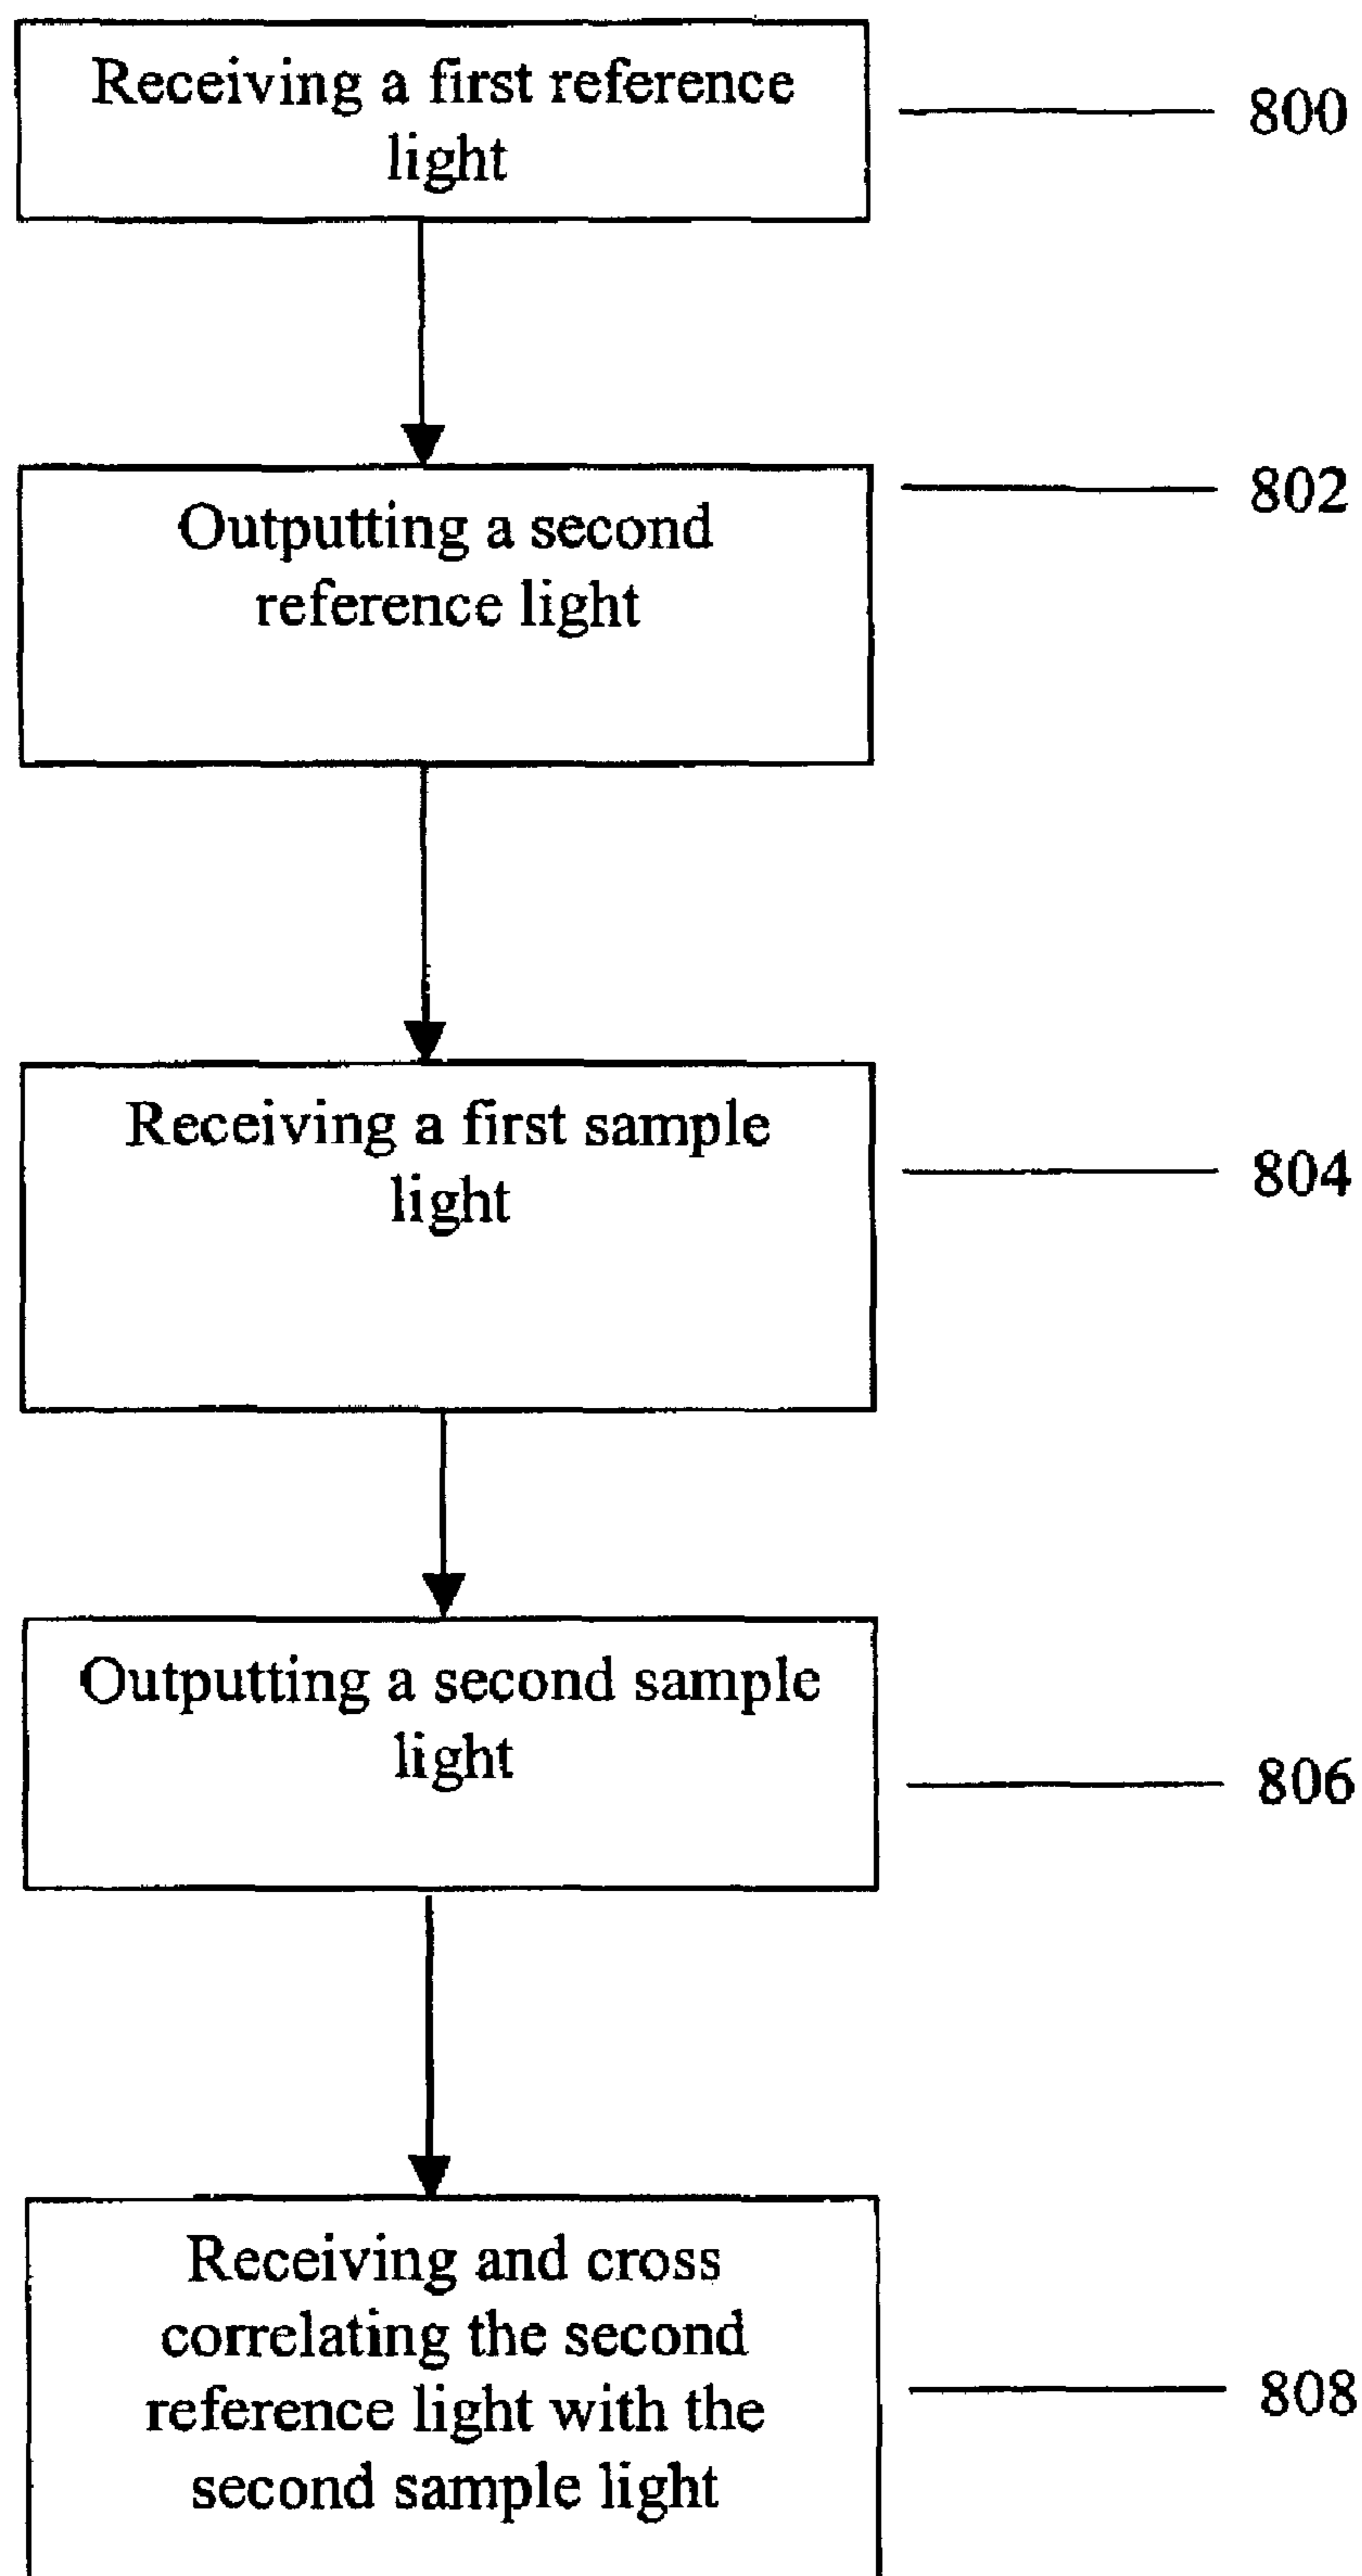 Receiving a first reference
light
800
Outputting a second
reference light
802
Receiving a first sample
light
804
Outputting a second sample
light
806
Receiving and cross
correlating the second
reference light with the
second sample light
808